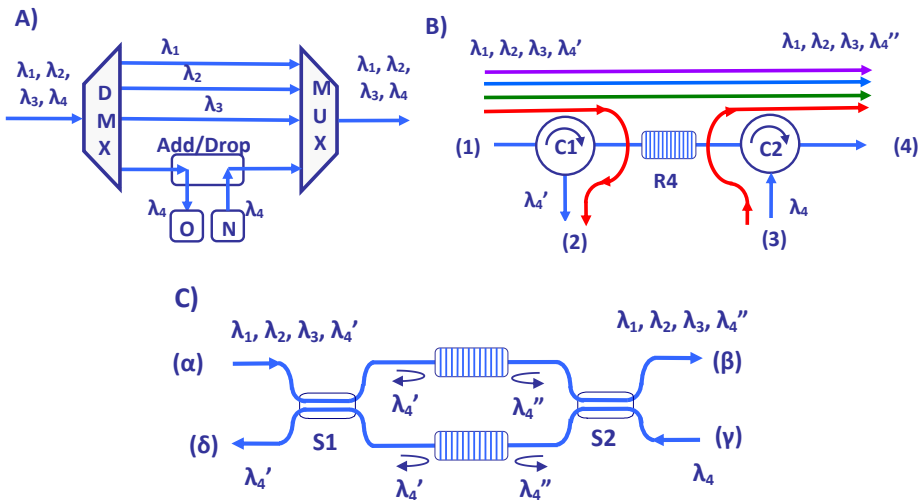 A)
λ₁, λ₂,
λ₃, λ₄
D
M
X
λ₁
λ₂
λ₃
Add/Drop
λ₄
O
N
λ₄
M
U
X
λ₁, λ₂,
λ₃, λ₄
B)
λ₁, λ₂, λ₃, λ₄’
λ₁, λ₂, λ₃, λ₄”
(1)
C1
R4
C2
(4)
λ₄’
(2)
λ₄
(3)
C)
λ₁, λ₂, λ₃, λ₄’
λ₁, λ₂, λ₃, λ₄”
(α)
(β)
λ₄’
λ₄”
(δ)
S1
S2
(γ)
λ₄’
λ₄’
λ₄”
λ₄